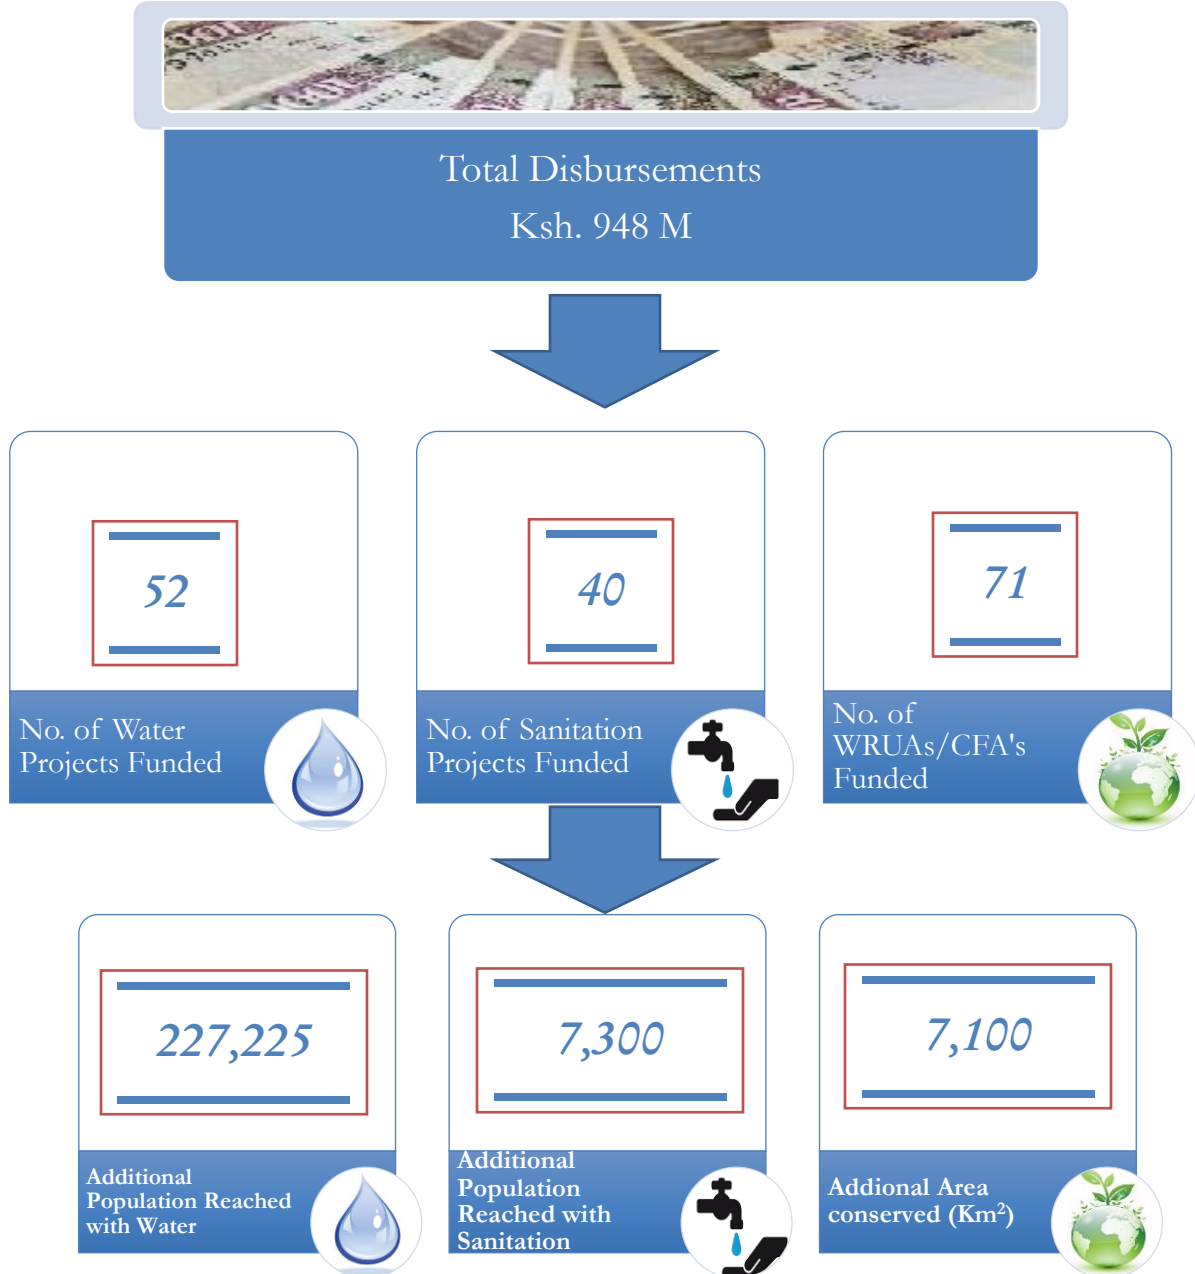 Total Disbursements
Ksh. 948 M
52
40
71
No. of Water
Projects Funded
No. of Sanitation
Projects Funded
No. of
WRUAs/CFA's
Funded
227,225
7,300
7,100
Additional
Population Reached
with Water
Additional
Population
Reached with
Sanitation
Addional Area
conserved (Km²)